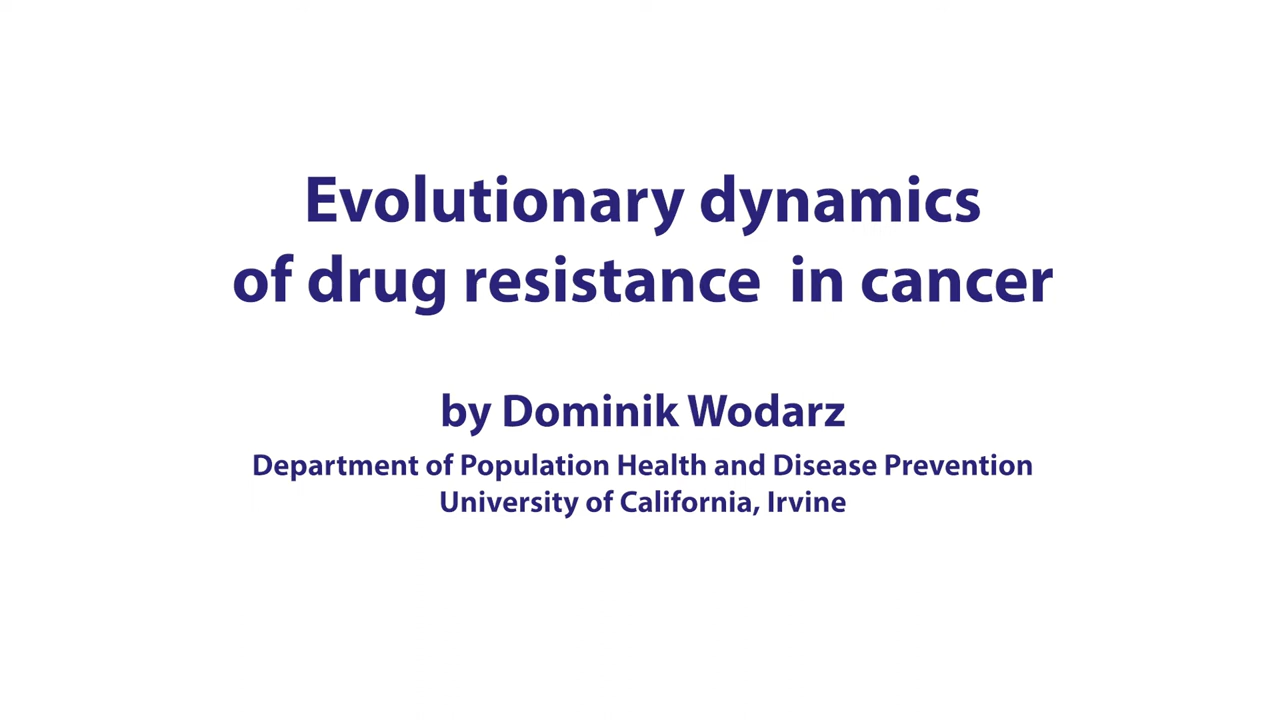 Evolutionary dynamics
of drug resistance  in cancer
by Dominik Wodarz
Department of Population Health and Disease Prevention
University of California, Irvine